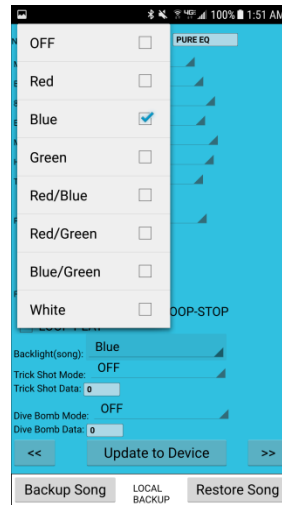 4G 100% 1:51 AM
PURE EQ
OFF
Red
Blue
Green
Red/Blue
Red/Green
Blue/Green
White
OOP-STOP
Backlight(song): Blue
Trick Shot Mode: OFF
Trick Shot Data: 0
Dive Bomb Mode: OFF
Dive Bomb Data: 0
<< Update to Device >>
Backup Song LOCAL Restore Song
BACKUP